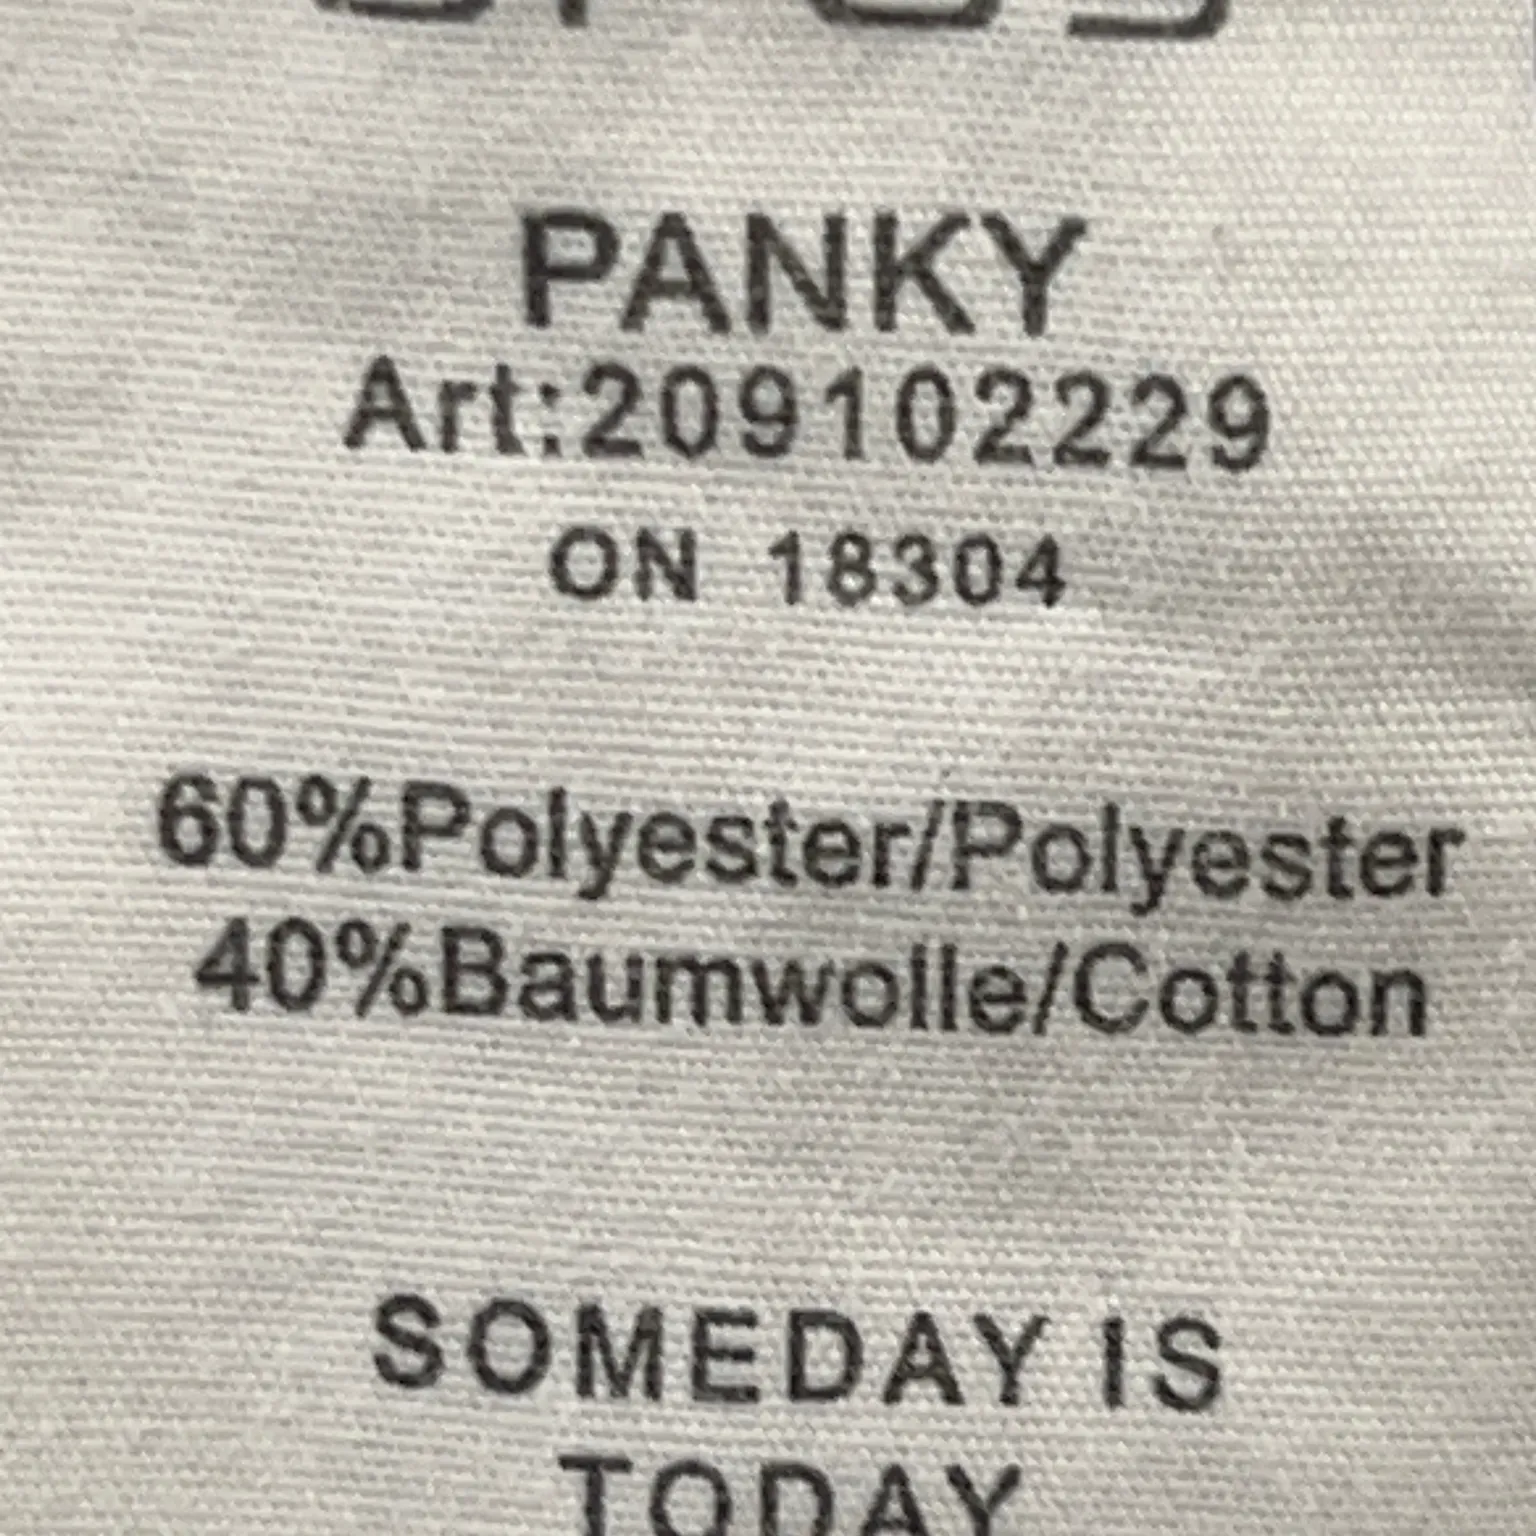 PANKY
Art:209102229
ON 18304
60%Polyester/Polyester
40%Baumwolle/Cotton
SOMEDAY IS
TODAY